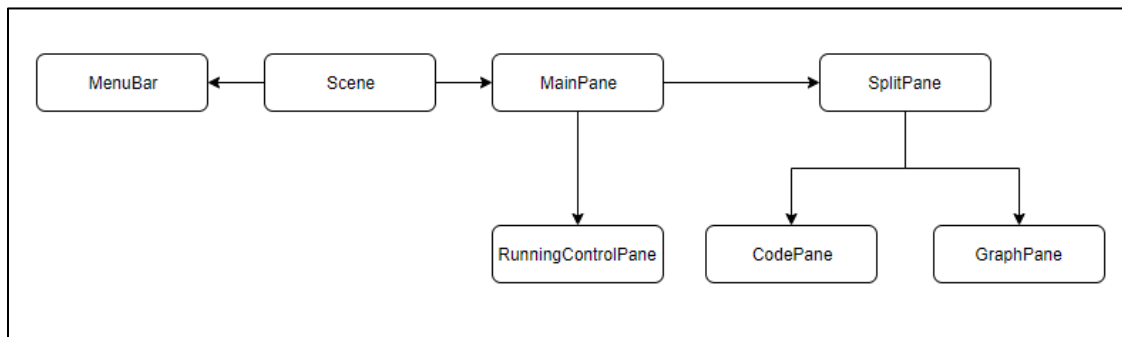 MenuBar
Scene
MainPane
SplitPane
RunningControlPane
CodePane
GraphPane